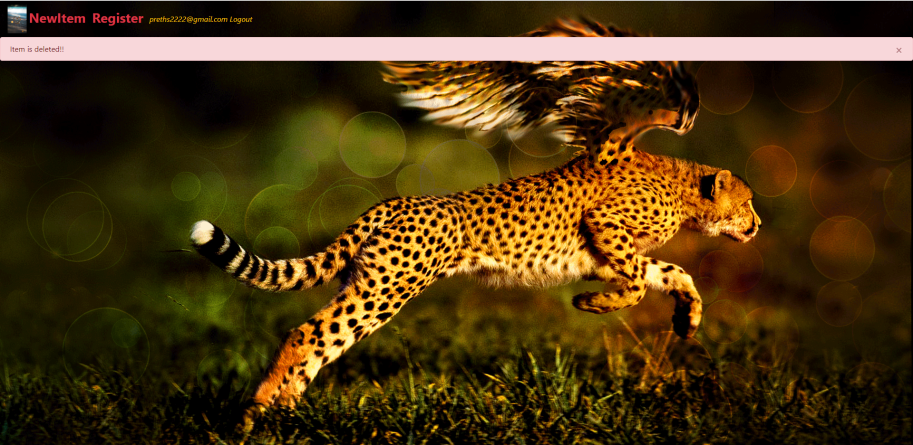 NewItem Register preths2222@gmail.com Logout
Item is deleted!!
×